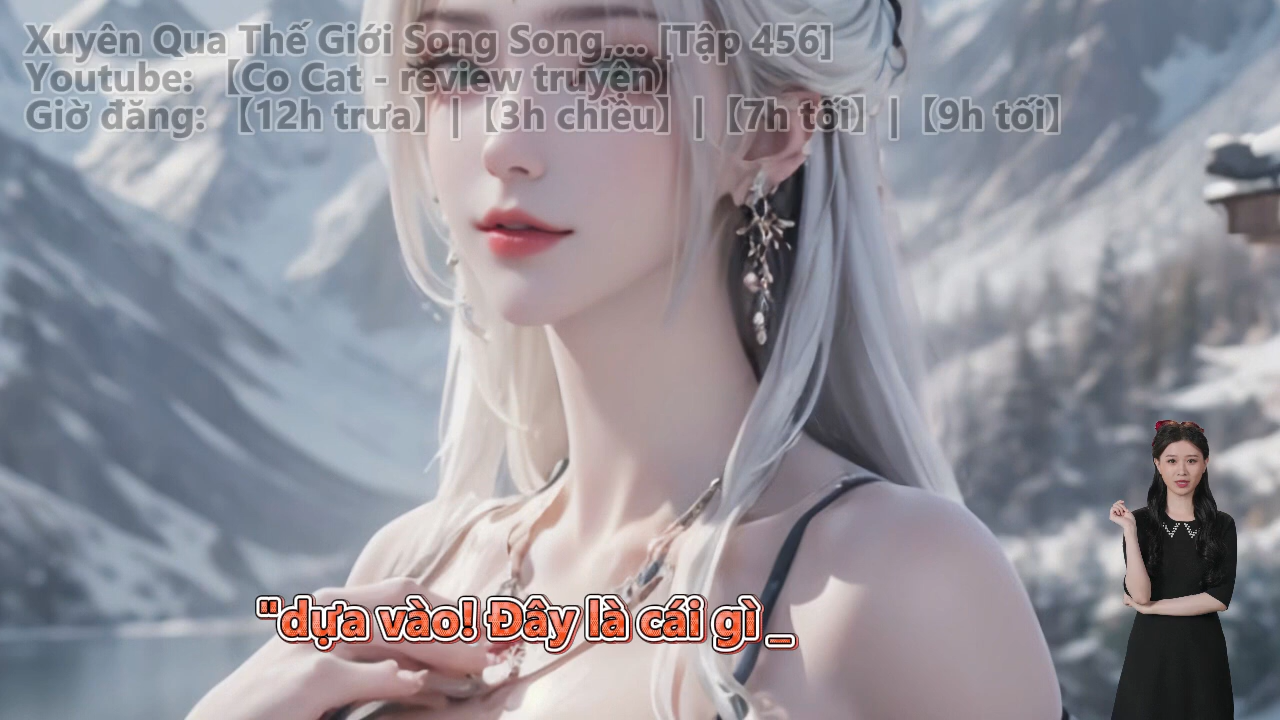 Xuyên Qua Thế Giới Song Song.... [Tập 456]
Youtube: 【Co Cat - review truyện】
Giờ đăng: 【12h trưa】 | 【3h chiều】 | 【7h tối】 | 【9h tối】
"dựa vào! Đây là cái gì _